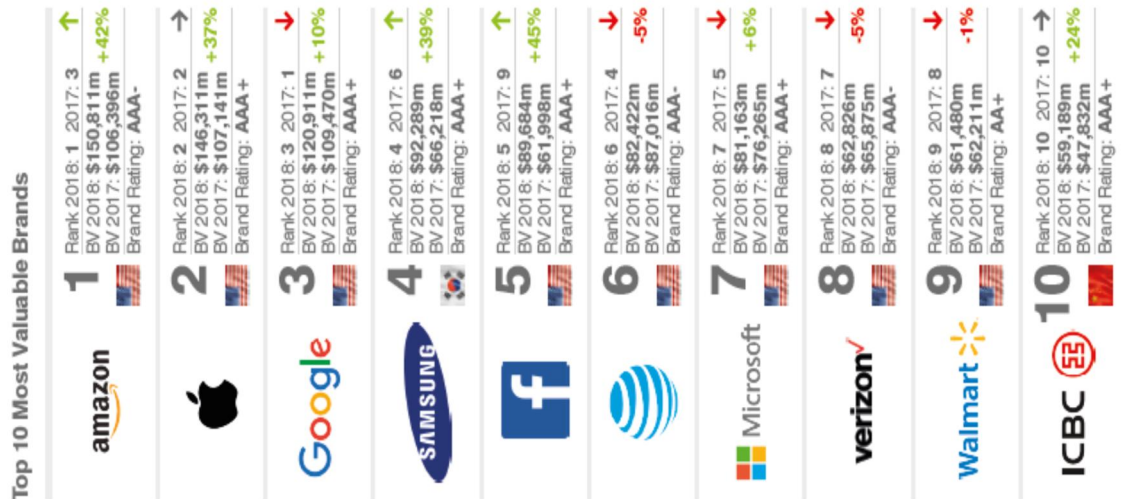 Top 10 Most Valuable Brands
amazon
1
Rank 2018: 1 2017: 3
BV 2018: $150,811m
BV 2017: $106,396m +42%
Brand Rating: AAA-
2
Rank 2018: 2 2017: 2
BV 2018: $146,311m
BV 2017: $107,141m +37%
Brand Rating: AAA+
Google
3
Rank 2018: 3 2017: 1
BV 2018: $120,911m
BV 2017: $109,470m +10%
Brand Rating: AAA+
SAMSUNG
4
Rank 2018: 4 2017: 6
BV 2018: $92,289m
BV 2017: $66,218m +39%
Brand Rating: AAA+
f
5
Rank 2018: 5 2017: 9
BV 2018: $89,684m
BV 2017: $61,998m +45%
Brand Rating: AAA+
6
Rank 2018: 6 2017: 4
BV 2018: $82,422m
BV 2017: $87,016m -5%
Brand Rating: AAA-
Microsoft
7
Rank 2018: 7 2017: 5
BV 2018: $81,163m
BV 2017: $76,265m +6%
Brand Rating: AAA+
verizon
8
Rank 2018: 8 2017: 7
BV 2018: $62,826m
BV 2017: $65,875m -5%
Brand Rating: AAA-
Walmart
9
Rank 2018: 9 2017: 8
BV 2018: $61,480m
BV 2017: $62,211m -1%
Brand Rating: AA+
ICBC
10
Rank 2018: 10 2017: 10
BV 2018: $59,189m
BV 2017: $47,832m +24%
Brand Rating: AAA+